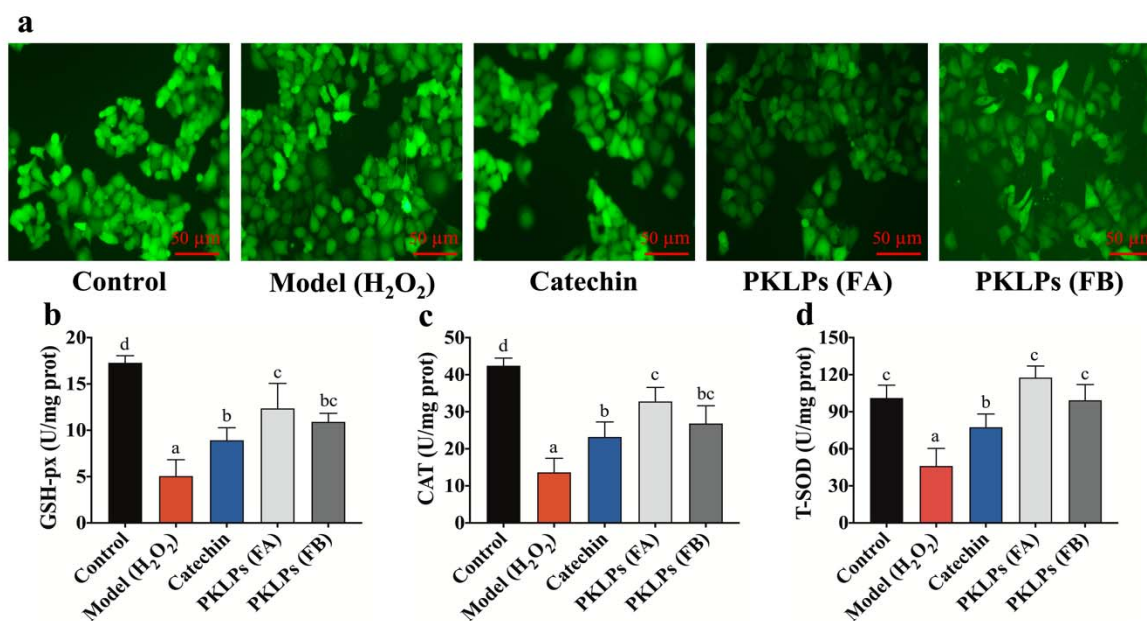 a
50 µm
50 µm
50 µm
50 µm
50 µm
Control
Model (H₂O₂)
Catechin
PKLPs (FA)
PKLPs (FB)
b
GSH-px (U/mg prot)
20
15
10
5
0
d
a
b
c
bc
Control
Model (H₂O₂)
Catechin
PKLPs (FA)
PKLPs (FB)
c
CAT (U/mg prot)
50
40
30
20
10
0
d
a
b
c
bc
Control
Model (H₂O₂)
Catechin
PKLPs (FA)
PKLPs (FB)
d
T-SOD (U/mg prot)
150
120
90
60
30
0
c
a
b
c
c
Control
Model (H₂O₂)
Catechin
PKLPs (FA)
PKLPs (FB)